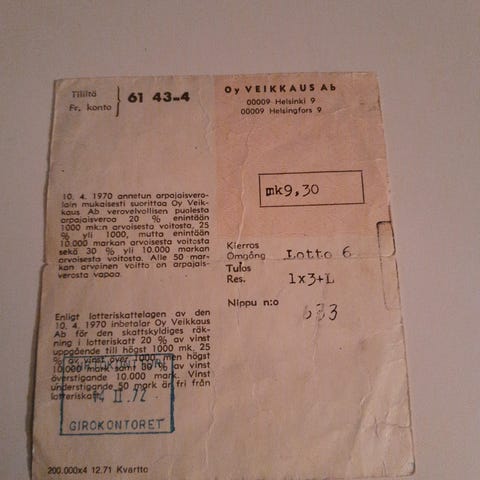 Tililtä
Fr. konto
61 43-4
Oy VEIKKAUS Ab
00009 Helsinki 9
00009 Helsingfors 9
mk9,30
10. 4. 1970 annetun arpajaisvero-
lain mukaisesti suorittaa Oy Veik-
kaus Ab veravelvollisen puolesta
arpajaisveroa 20 % enintään
1000 mk:n arvoisesta voitosta, 25
% yli 1000, mutta enintään
10.000 markan arvoisesta voitosta
sekä 30 % yli 10.000 markan
arvoisesta voitosta. Alle 50 mar-
kan arvoinen voitto on arpajais-
verosta vapaa.
Kierros
Omgång Lotto 6
Tulos
Res. 1x3+L
Nippu n:o
633
Enligt lotteriskattelagen av den
10. 4. 1970 inbetalar Oy Veikkaus
Ab för den skattskyldiges räk-
ning i lotteriskatt 20 % av vinst
uppgående till högst 1000 mk, 25
% av vinst över 1000, men högst
10.000 mark samt 30 % av vinst
överstigande 10.000 mark. Vinst
understigande 50 mark är fri från
lotteriskatt.
4 II. 72
GIROKONTORET
200.000x4 12.71 Kvartto